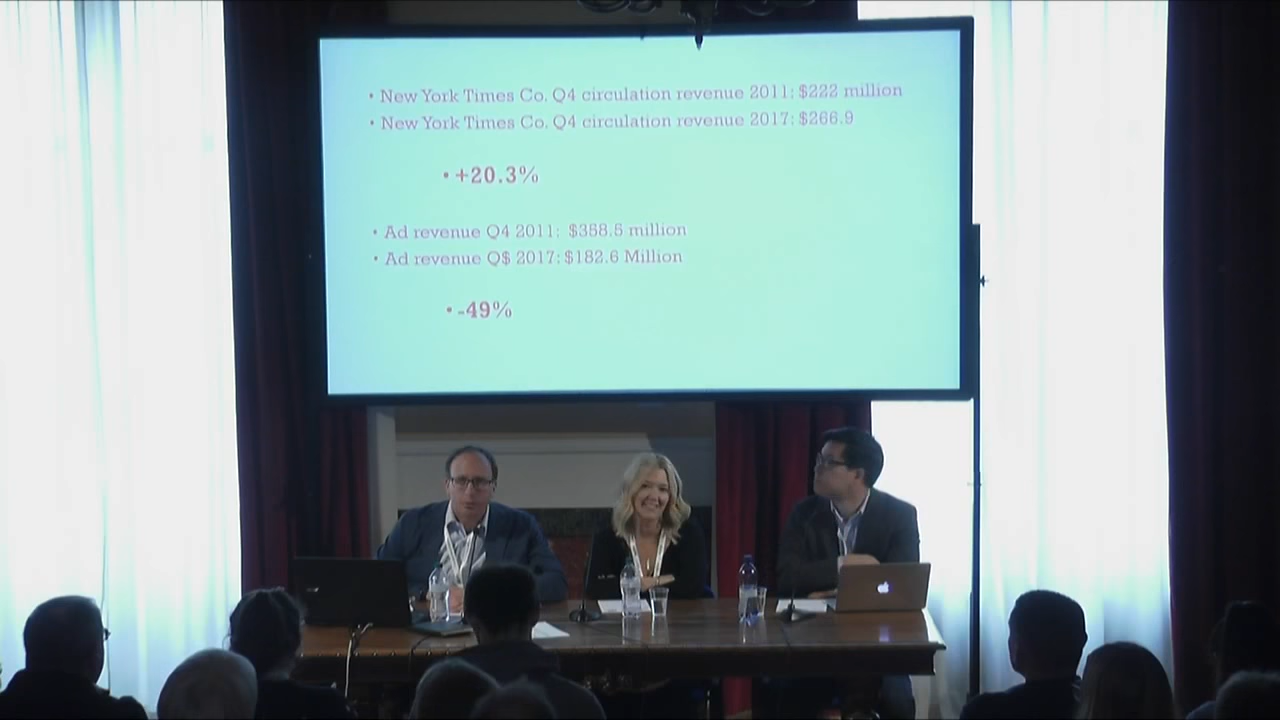 • New York Times Co. Q4 circulation revenue 2011: $222 million
• New York Times Co. Q4 circulation revenue 2017: $266.9
• +20.3%
• Ad revenue Q4 2011: $358.5 million
• Ad revenue Q$ 2017: $182.6 Million
• -49%